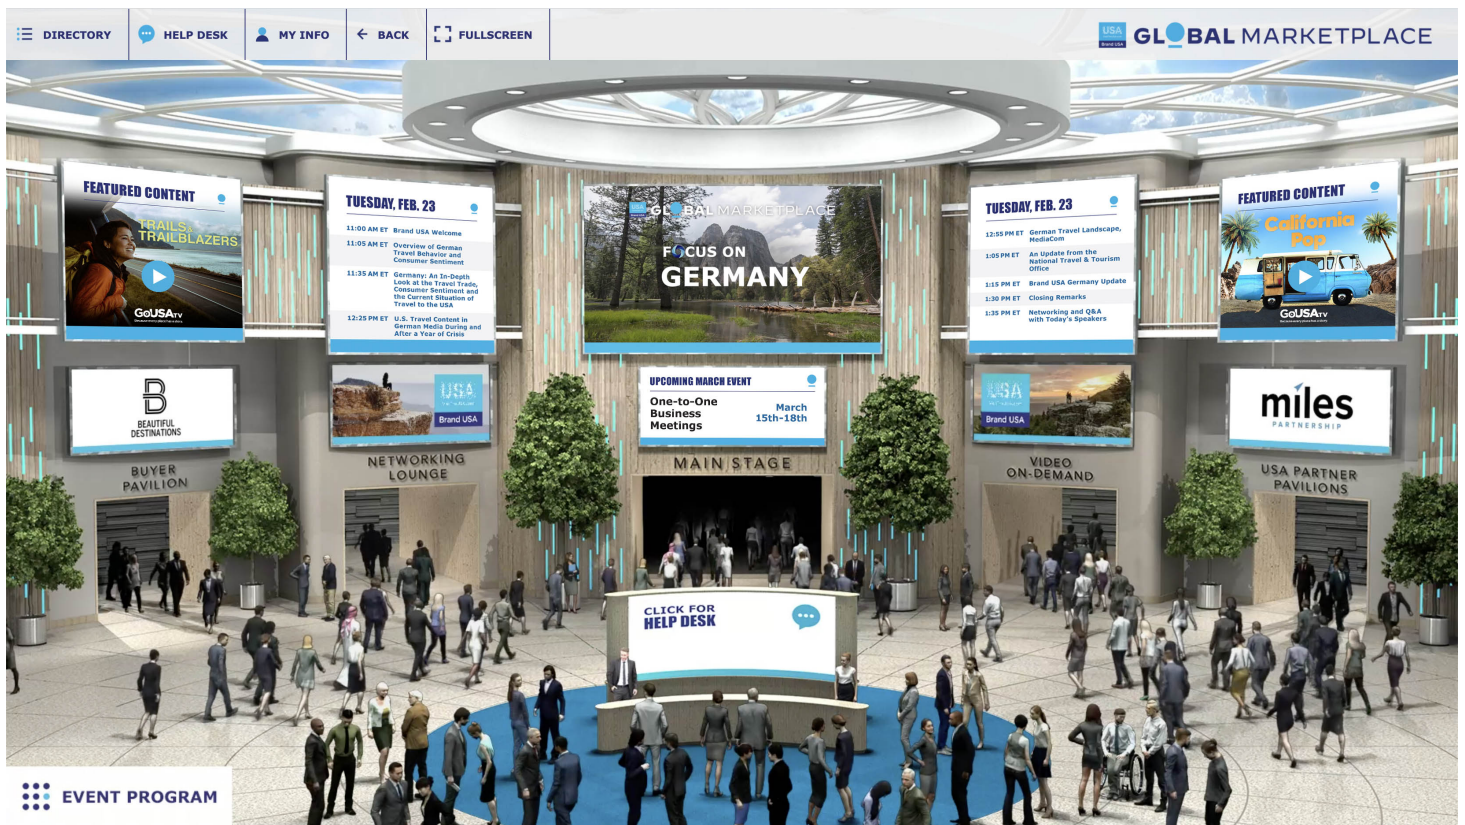 DIRECTORY
HELP DESK
MY INFO
BACK
FULLSCREEN
USA
Brand USA
GLOBAL MARKETPLACE
FEATURED CONTENT
TRAILS &
TRAILBLAZERS
GoUSATV
TUESDAY, FEB. 23
11:00 AM ET Brand USA Welcome
11:05 AM ET Overview of German
Travel Behavior and
Consumer Sentiment
11:35 AM ET Germany: An In-Depth
Look at the Travel Trade,
Consumer Sentiment and
the Current Situation of
Travel to the USA
12:25 PM ET U.S. Travel Content in
German Media During and
After a Year of Crisis
USA
GLOBAL MARKETPLACE
FOCUS ON
GERMANY
TUESDAY, FEB. 23
12:55 PM ET German Travel Landscape,
MediaCom
1:05 PM ET An Update from the
National Travel & Tourism
Office
1:15 PM ET Brand USA Germany Update
1:30 PM ET Closing Remarks
1:35 PM ET Networking and Q&A
with Today's Speakers
FEATURED CONTENT
California
Pop
GoUSATV
B
BEAUTIFUL
DESTINATIONS
USA
Brand USA
UPCOMING MARCH EVENT
One-to-One
Business
Meetings
March
15th-18th
USA
Brand USA
miles
PARTNERSHIP
BUYER
PAVILION
NETWORKING
LOUNGE
MAIN STAGE
VIDEO
ON-DEMAND
USA PARTNER
PAVILIONS
CLICK FOR
HELP DESK
EVENT PROGRAM